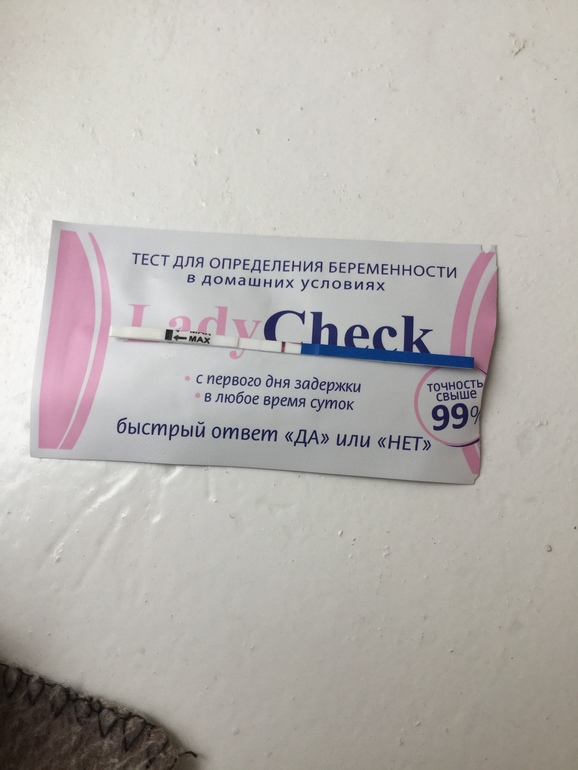 ТЕСТ ДЛЯ ОПРЕДЕЛЕНИЯ БЕРЕМЕННОСТИ
в домашних условиях
LadyCheck
MAX
• с первого дня задержки
• в любое время суток
точность
свыше
99%
быстрый ответ «ДА» или «НЕТ»